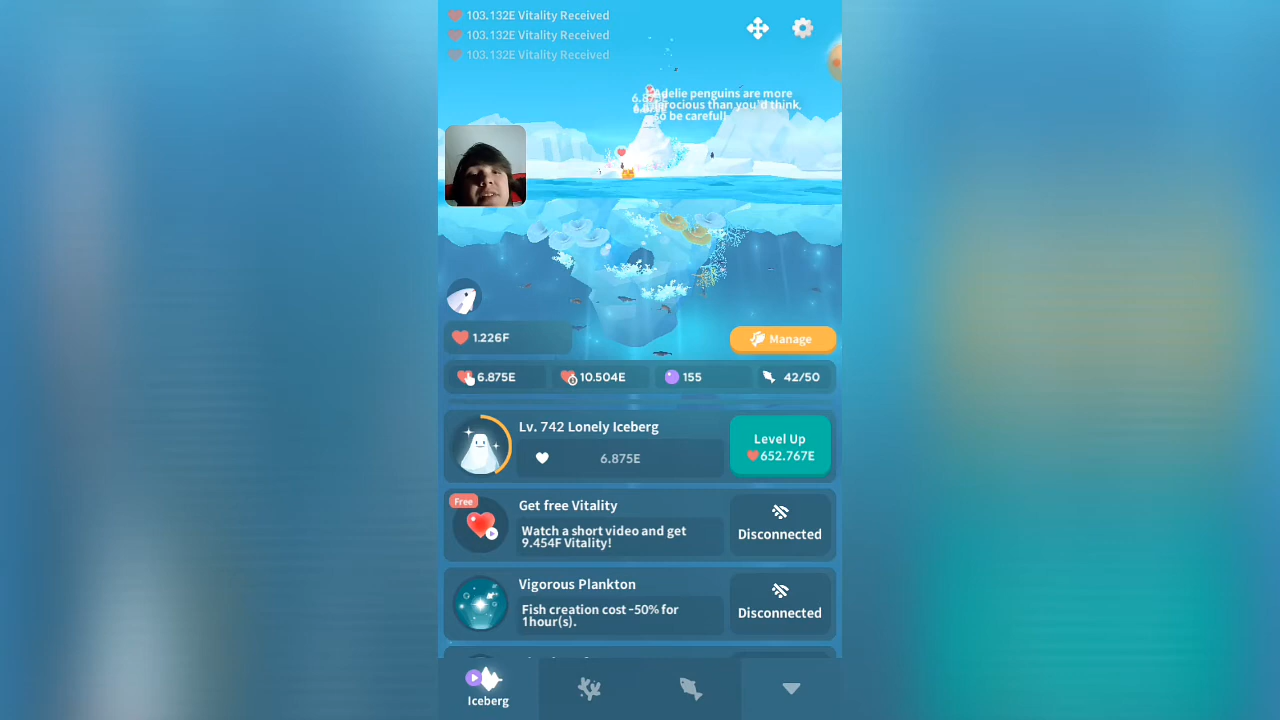 103.132E Vitality Received
103.132E Vitality Received
103.132E Vitality Received
Adelie penguins are more
ferocious than you'd think,
so be careful!
1.226F
Manage
6.875E
10.504E
155
42/50
Lv. 742 Lonely Iceberg
6.875E
Level Up
652.767E
Free
Get free Vitality
Watch a short video and get
9.454F Vitality!
Disconnected
Vigorous Plankton
Fish creation cost -50% for
1hour(s).
Disconnected
Iceberg